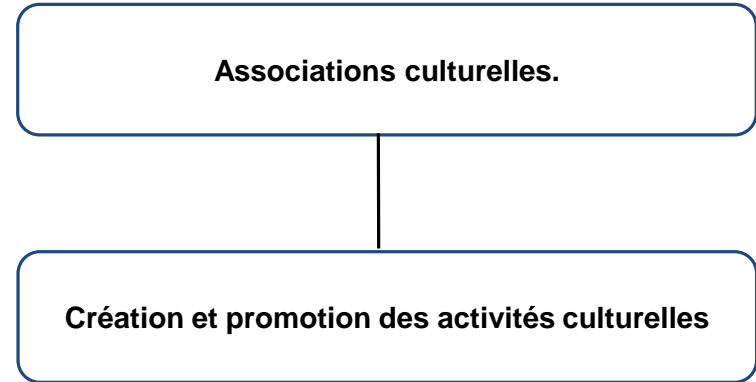 Associations culturelles.
Création et promotion des activités culturelles